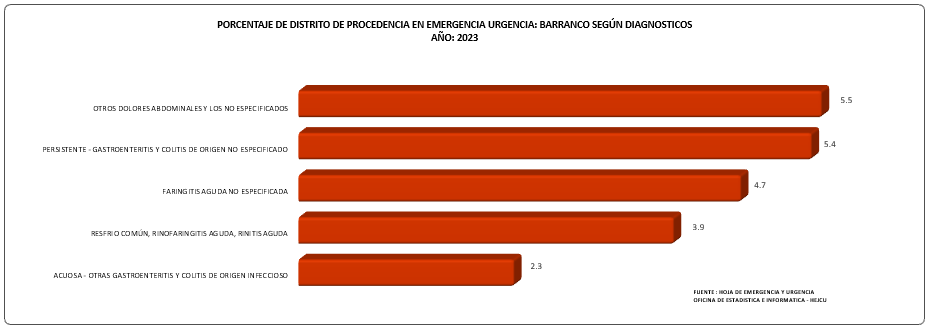 PORCENTAJE DE DISTRITO DE PROCEDENCIA EN EMERGENCIA URGENCIA: BARRANCO SEGÚN DIAGNOSTICOS
AÑO: 2023
OTROS DOLORES ABDOMINALES Y LOS NO ESPECIFICADOS
5.5
PERSISTENTE - GASTROENTERITIS Y COLITIS DE ORIGEN NO ESPECIFICADO
5.4
FARINGITIS AGUDA NO ESPECIFICADA
4.7
RESFRIO COMÚN, RINOFARINGITIS AGUDA, RINITIS AGUDA
3.9
ACUOSA - OTRAS GASTROENTERITIS Y COLITIS DE ORIGEN INFECCIOSO
2.3
FUENTE : HOJA DE EMERGENCIA Y URGENCIA
OFICINA DE ESTADISTICA E INFORMATICA - HEJCU